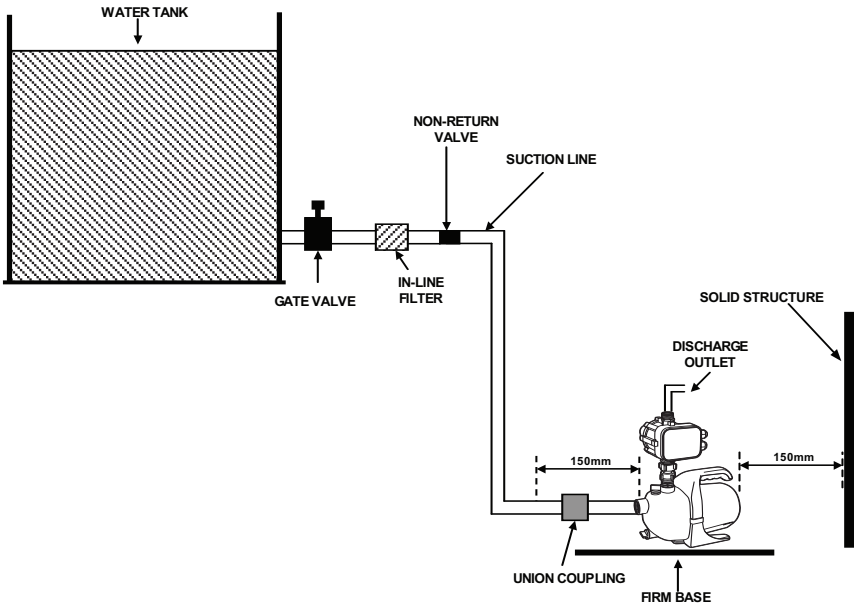 WATER TANK
NON-RETURN
VALVE
SUCTION LINE
GATE VALVE
IN-LINE
FILTER
SOLID STRUCTURE
DISCHARGE
OUTLET
150mm
150mm
UNION COUPLING
FIRM BASE